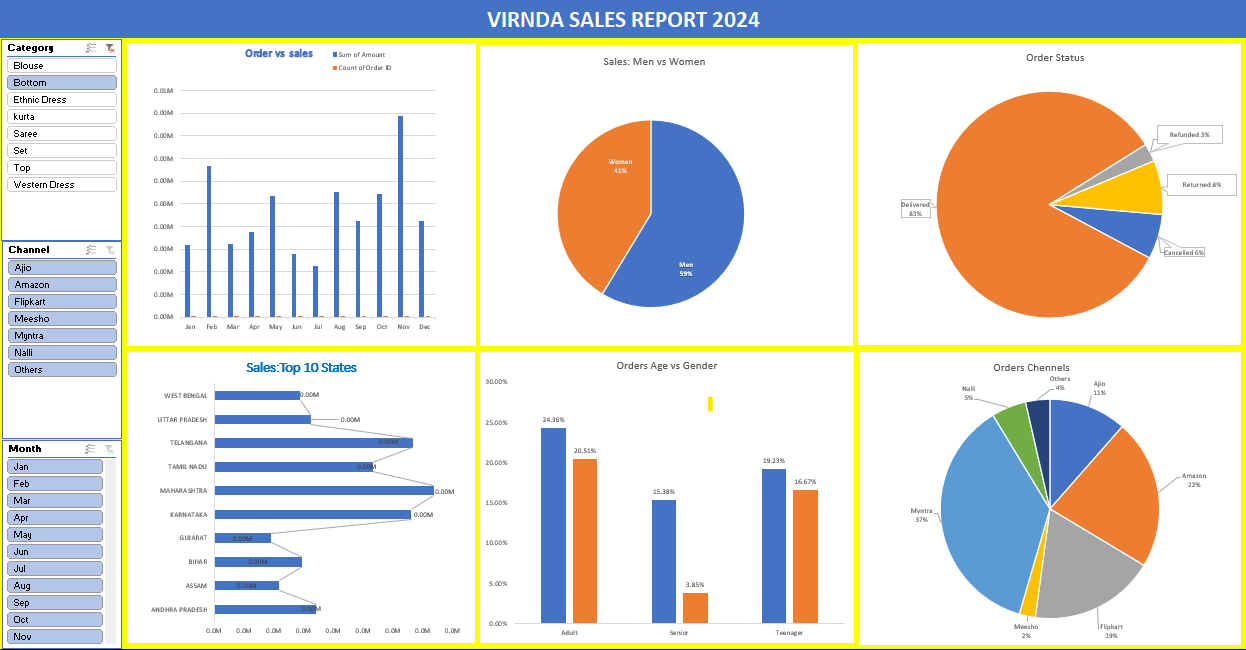 VIRNDA SALES REPORT 2024
Category
Blouse
Bottom
Ethnic Dress
kurta
Saree
Set
Top
Western Dress
Channel
Ajio
Amazon
Flipkart
Meesho
Myntra
Nalli
Others
Month
Jan
Feb
Mar
Apr
May
Jun
Jul
Aug
Sep
Oct
Nov
Order vs sales
Sum of Amount
Count of Order ID
0.01M
0.00M
0.00M
0.00M
0.00M
0.00M
0.00M
0.00M
0.00M
0.00M
0.00M
Jan Feb Mar Apr May Jun Jul Aug Sep Oct Nov Dec
Sales: Men vs Women
Women
41%
Men
59%
Order Status
Refunded 3%
Returned 8%
Delivered
83%
Cancelled 6%
Sales:Top 10 States
WEST BENGAL 0.00M
UTTAR PRADESH 0.00M
TELANGANA 0.00M
TAMIL NADU 0.00M
MAHARASHTRA 0.00M
KARNATAKA 0.00M
GUJARAT 0.00M
BIHAR 0.00M
ASSAM 0.00M
ANDHRA PRADESH 0.00M
0.0M 0.0M 0.0M 0.0M 0.0M 0.0M 0.0M 0.0M 0.0M
Orders Age vs Gender
30.00%
25.00%
20.00%
15.00%
10.00%
5.00%
0.00%
24.36%
20.51%
15.38%
3.85%
19.23%
16.67%
Adult Senior Teenager
Orders Chennels
Others
4%
Ajio
11%
Nalli
5%
Amazon
22%
Myntra
37%
Meesho
2%
Flipkart
19%